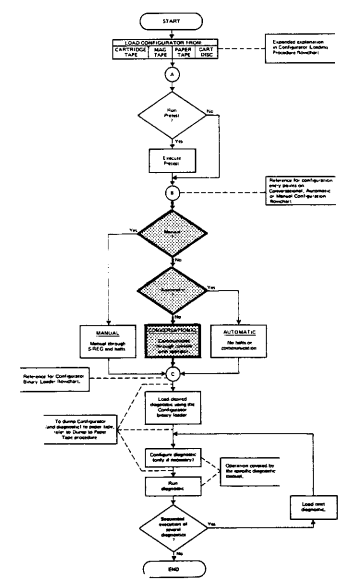 START
LOAD CONFIGURATOR FROM
CARTRIDGE
TAPE
MAG
TAPE
PAPER
TAPE
CART
DISC
Expanded explanation
in Configurator Loading
Procedure flowchart
A
Run
Pretest
?
No
Yes
Execute
Pretest
B
Reference for configuration
entry points on
Conversational, Automatic
or Manual Configuration
flowchart
Yes
Manual
?
No
Automatic
?
Yes
No
MANUAL
Manual through
S-REG and halts
CONVERSATIONAL
Communicates
through console
with operator
AUTOMATIC
No halts or
communication
Reference for Configurator
Binary Loader flowchart.
C
Load desired
diagnostic using the
Configurator
binary loader
To dump Configurator
(and diagnostic) to paper tape,
refer to Dump to Paper
Tape procedure
Configure diagnostic
(only if necessary)
Operation covered by
the specific diagnostic
manual.
Run
diagnostic
Load next
diagnostic.
Sequenced
execution of
several
diagnostics
?
Yes
No
END